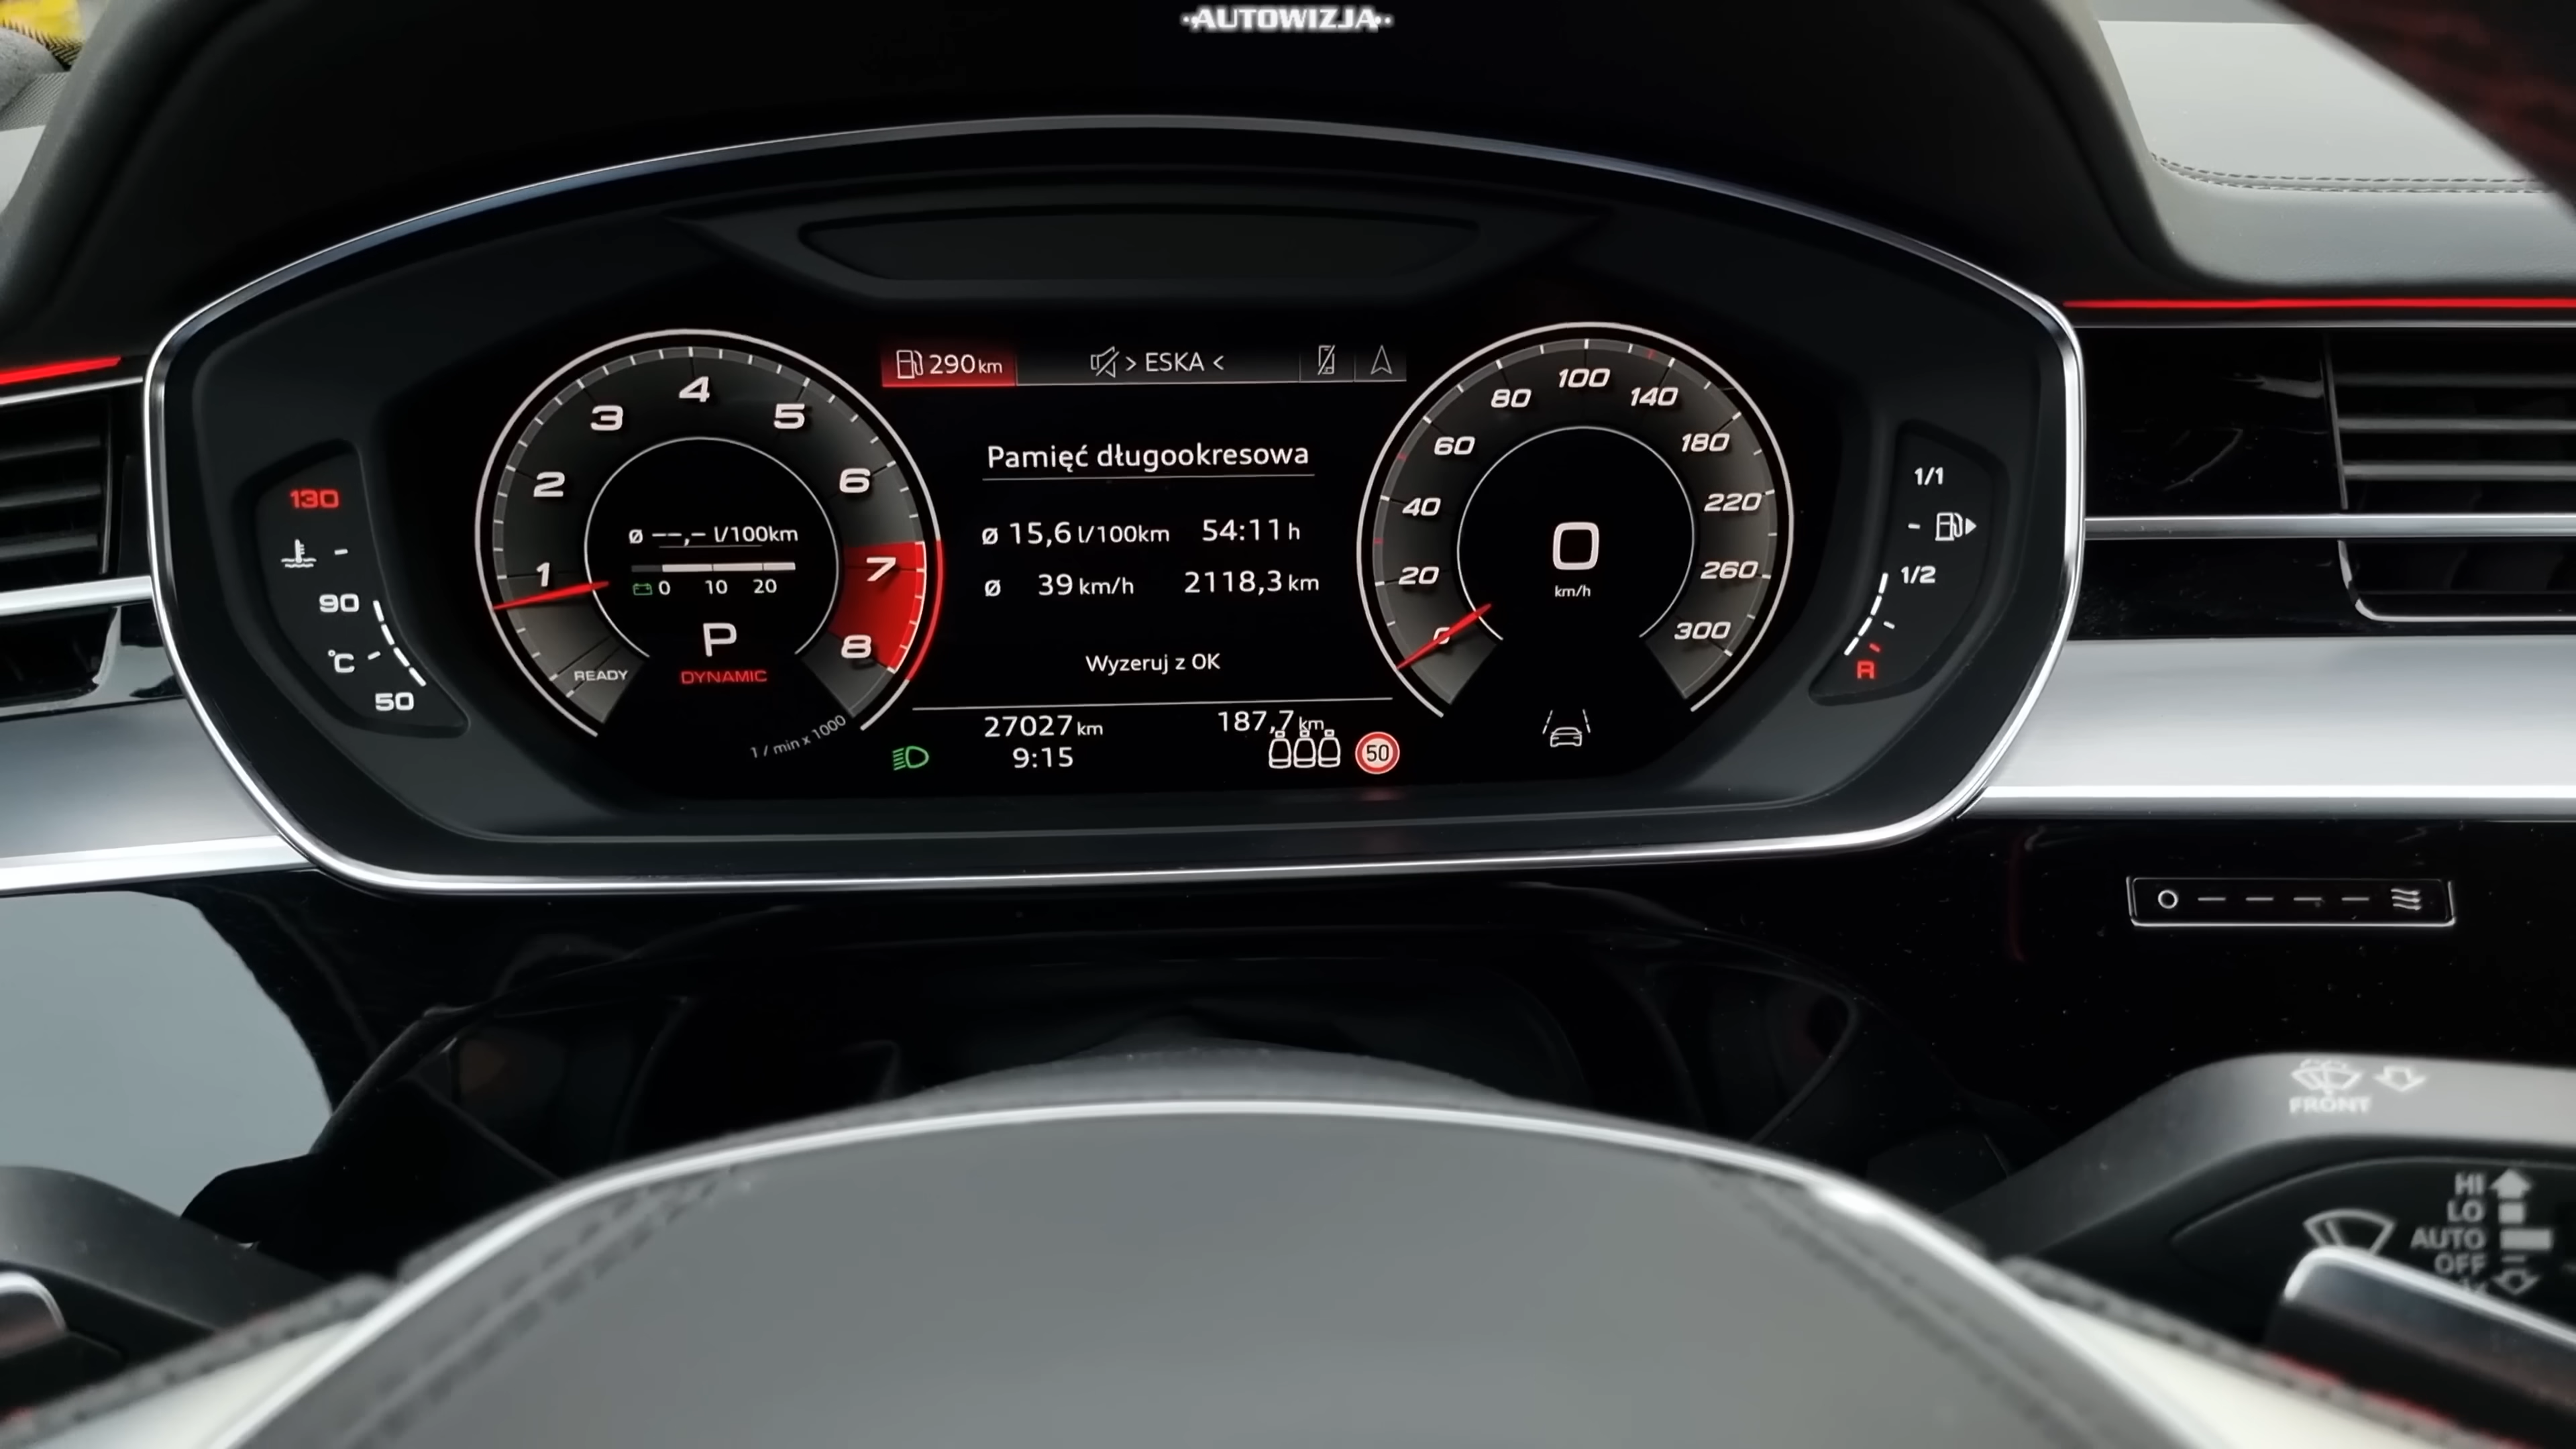 AUTOWIZJA
290 km
> ESKA <
Pamięć długookresowa
ø 15,6 l/100km 54:11 h
ø 39 km/h 2118,3 km
Wyzeruj z OK
27027 km 187,7 km
9:15
50
1
2
3
4
5
6
7
8
ø --,- l/100km
0 10 20
P
READY
DYNAMIC
1 / min x 1000
130
90
°C
50
0
20
40
60
80
100
140
180
220
260
300
0
km/h
1/1
1/2
R
FRONT
HI
LO
AUTO
OFF